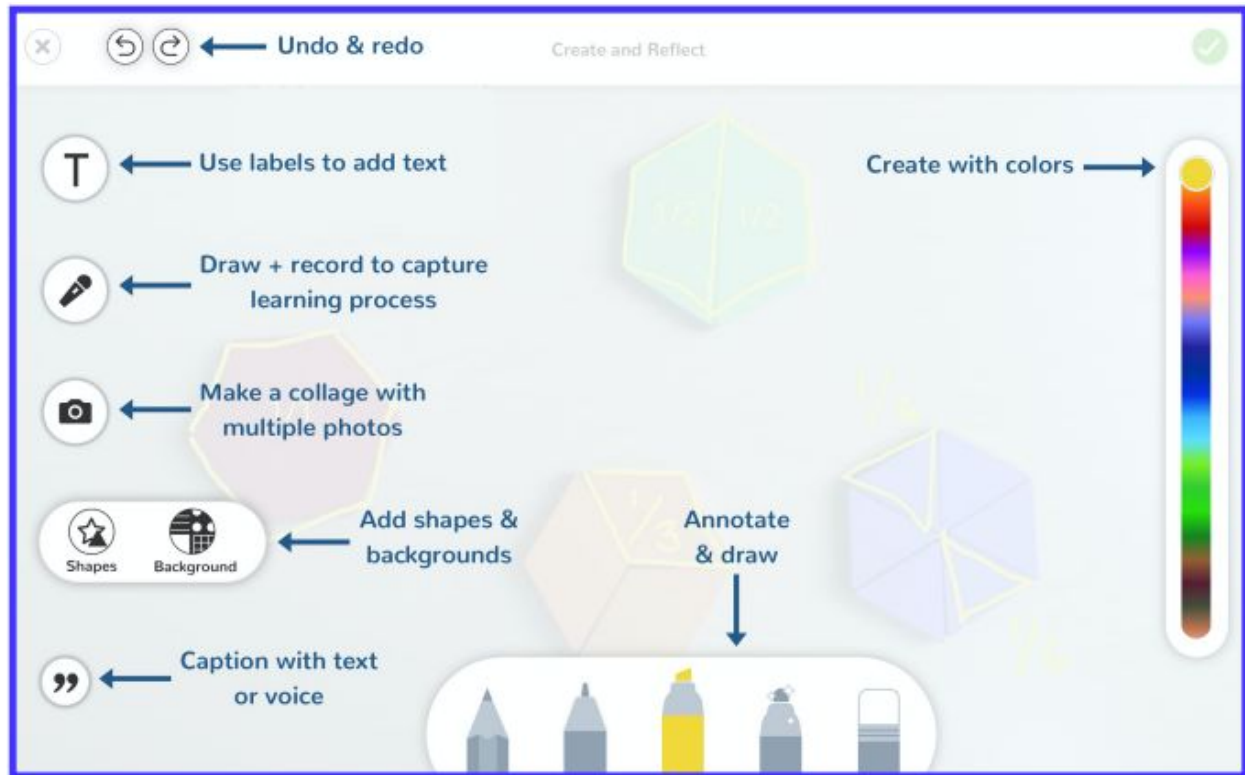 Undo & redo
Create and Reflect
T
Use labels to add text
Create with colors
1/2 1/2
Draw + record to capture
learning process
Make a collage with
multiple photos
Add shapes &
backgrounds
Shapes
Background
1/3
Annotate
& draw
Caption with text
or voice